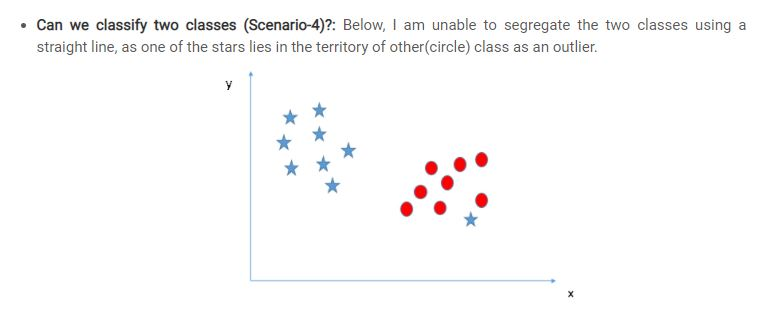 • Can we classify two classes (Scenario-4)?: Below, I am unable to segregate the two classes using a
straight line, as one of the stars lies in the territory of other(circle) class as an outlier.
y
x